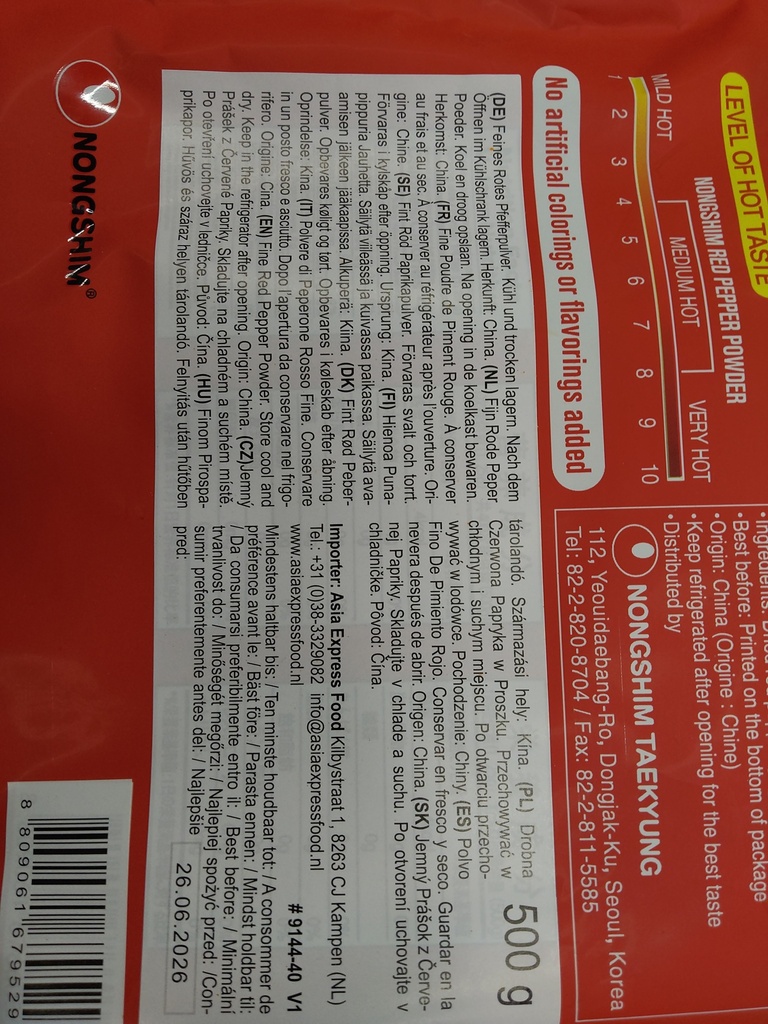 LEVEL OF HOT TASTE
NONGSHIM RED PEPPER POWDER
MILD HOT
MEDIUM HOT
VERY HOT
1 2 3 4 5 6 7 8 9 10
No artificial colorings or flavorings added
•Best before: Printed on the bottom of package
•Origin: China (Origine : Chine)
•Keep refrigerated after opening for the best taste
•Distributed by
NONGSHIM TAEKYUNG
112, Yeouidaebang-Ro, Dongjak-Ku, Seoul, Korea
Tel: 82-2-820-8704 / Fax: 82-2-811-5585
(DE) Feines Rotes Pfefferpulver. Kühl und trocken lagern. Nach dem
Öffnen im Kühlschrank lagern. Herkunft: China. (NL) Fijn Rode Peper
Poeder. Koel en droog opslaan. Na opening in de koelkast bewaren.
Herkomst: China. (FR) Fine Poudre de Piment Rouge. À conserver
au frais et au sec. À conserver au réfrigérateur après l'ouverture. Ori-
gine: Chine. (SE) Fint Röd Paprikapulver. Förvaras svalt och torrt.
Förvaras i kylskåp efter öppning. Ursprung: Kina. (FI) Hienoa Puna-
pippuria Jauhetta. Säilytä viileässä ja kuivassa paikassa. Säilytä ava-
amisen jälkeen jääkaapissa. Alkuperä: Kiina. (DK) Fint Rød Peber-
pulver. Opbevares køligt og tørt. Opbevares i køleskab efter åbning.
Oprindelse: Kina. (IT) Polvere di Peperone Rosso Fine. Conservare
in un posto fresco e asciutto. Dopo l'apertura da conservare nel frigo-
rifero. Origine: Cina. (EN) Fine Red Pepper Powder. Store cool and
dry. Keep in the refrigerator after opening. Origin: China. (CZ)Jemný
Prášek z Červené Papriky. Skladujte na chladném a suchém místě.
Po otevření uchovejte v ledničce. Původ: Čína. (HU) Finom Pirospa-
prikapor. Hűvös és száraz helyen tárolandó. Felnyitás után hűtőben
tárolandó. Származási hely: Kína. (PL) Drobna
Czerwona Papryka w Proszku. Przechowywać w
chłodnym i suchym miejscu. Po otwarciu przecho-
wywać w lodówce. Pochodzenie: Chiny. (ES) Polvo
Fino De Pimiento Rojo. Conservar en fresco y seco. Guardar en la
nevera después de abrir. Origen: China. (SK) Jemný Prášok z Červe-
nej Papriky. Skladujte v chlade a suchu. Po otvorení uchovajte v
chladničke. Pôvod: Čína.
500 g
Importer: Asia Express Food Kilbystraat 1, 8263 CJ Kampen (NL)
Tel.: +31 (0)38-3329082 info@asiaexpressfood.nl
www.asiaexpressfood.nl
# 9144-40 V1
Mindestens haltbar bis: / Ten minste houdbaar tot: / A consommer de
préférence avant le: / Bäst före: / Parasta ennen: / Mindst holdbar til:
/ Da consumarsi preferibilmente entro il: / Best before: / Minimální
trvanlivost do: / Minőségét megőrzi: / Najlepiej spożyć przed: /Con-
sumir preferentemente antes del: / Najlepšie
pred:
26.06.2026
NONGSHIM®
8 809061 679529